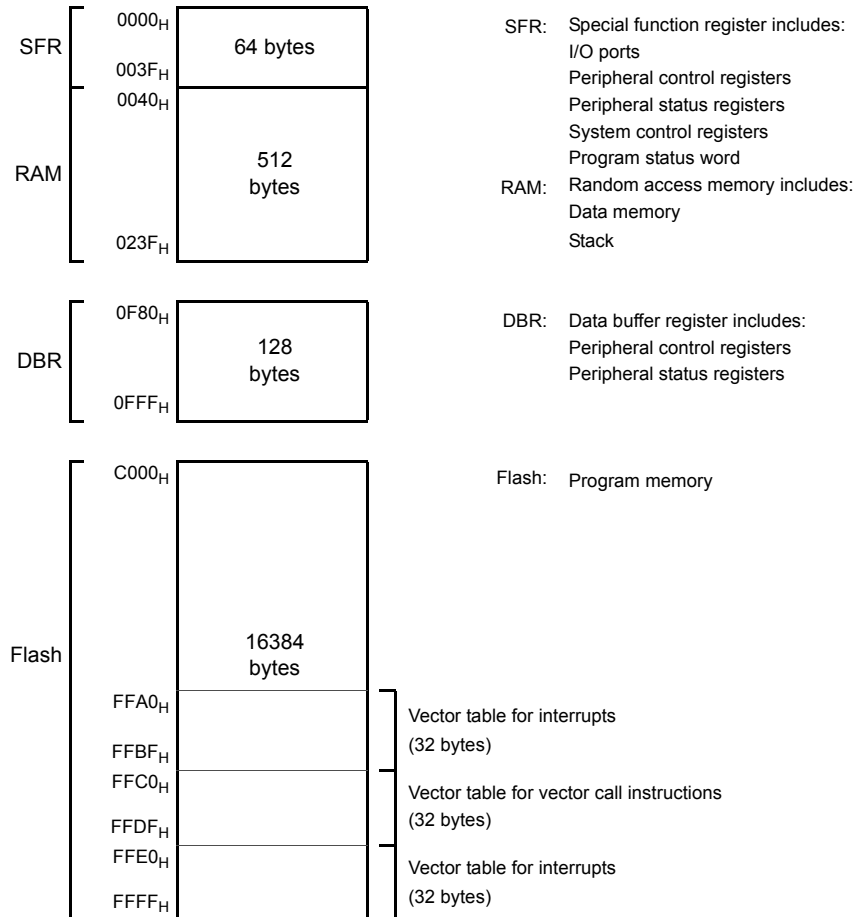 SFR
0000H
64 bytes
003FH
SFR: Special function register includes:
I/O ports
Peripheral control registers
Peripheral status registers
System control registers
Program status word
RAM
0040H
512
bytes
023FH
RAM: Random access memory includes:
Data memory
Stack
DBR
0F80H
128
bytes
0FFFH
DBR: Data buffer register includes:
Peripheral control registers
Peripheral status registers
Flash
C000H
16384
bytes
Flash: Program memory
FFA0H
FFBFH
Vector table for interrupts
(32 bytes)
FFC0H
FFDFH
Vector table for vector call instructions
(32 bytes)
FFE0H
FFFFH
Vector table for interrupts
(32 bytes)